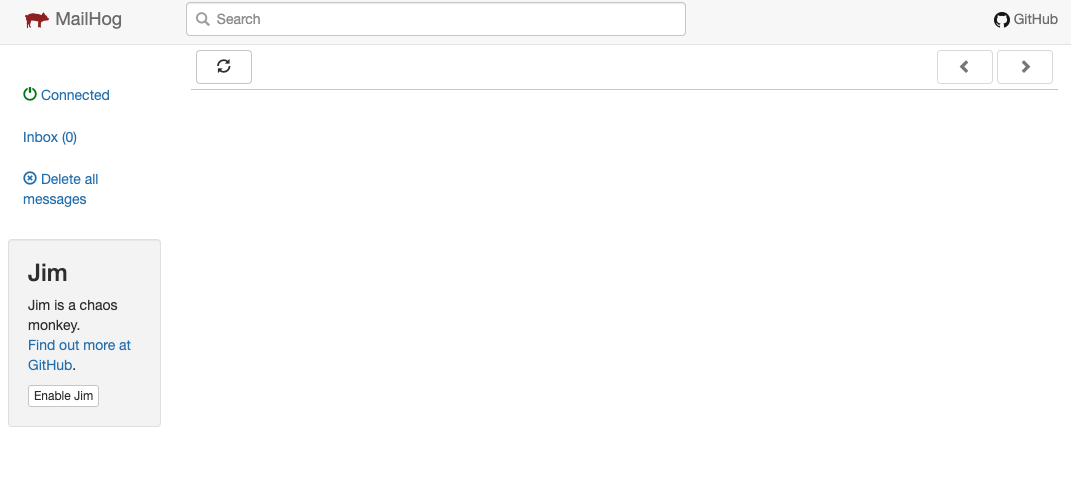 MailHog
Search
GitHub
Connected
Inbox (0)
Delete all
messages
Jim
Jim is a chaos
monkey.
Find out more at
GitHub.
Enable Jim